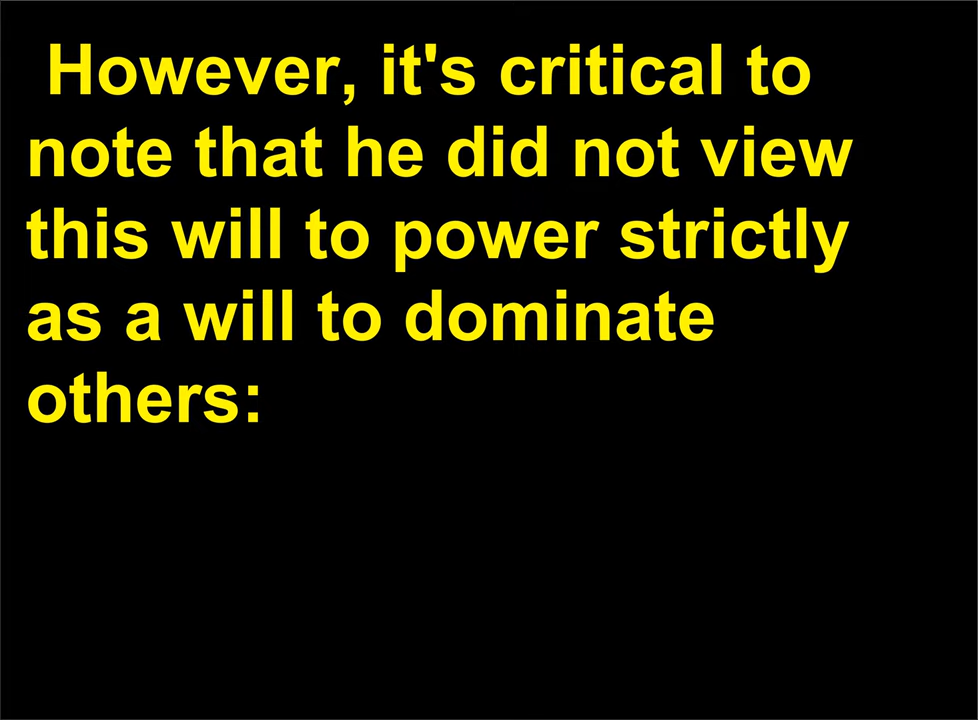 However, it's critical to
note that he did not view
this will to power strictly
as a will to dominate
others: